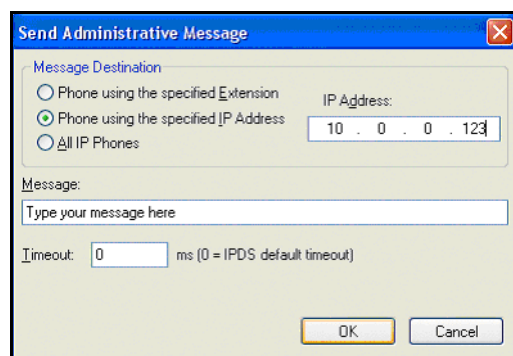 Send Administrative Message
Message Destination
Phone using the specified Extension
Phone using the specified IP Address
All IP Phones
IP Address:
10 . 0 . 0 . 123
Message:
Type your message here
Timeout: 0 ms (0 = IPDS default timeout)
OK Cancel